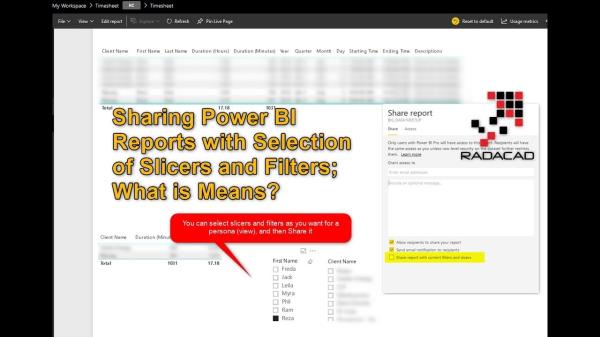 My Workspace > Timesheet RC > Timesheet
File View Edit report Explore Refresh Pin Live Page Reset to default Usage metrics
Client Name First Name Last Name Duration (Hours) Duration (Minutes) Year Quarter Month Day Starting Time Ending Time Descriptions
Total 17.18 1031
Sharing Power BI
Reports with Selection
of Slicers and Filters;
What is Means?
RADACAD
Share report
BIG DATA MEETUP
Share Access
Only users with Power BI Pro will have access to this report. Recipients will
have the same access as you unless row-level security on the dataset further restricts
them. Learn more
Grant access to
Enter email addresses
Include an optional message...
Allow recipients to share your report
Send email notification to recipients
Share report with current filters and slicers
You can select slicers and filters as you want for a
persona (view), and then Share it
Client Name Duration (Minutes)
Total 1031 17.18
First Name
Freda
Jack
Leila
Myra
Phil
Ram
Reza
Client Name